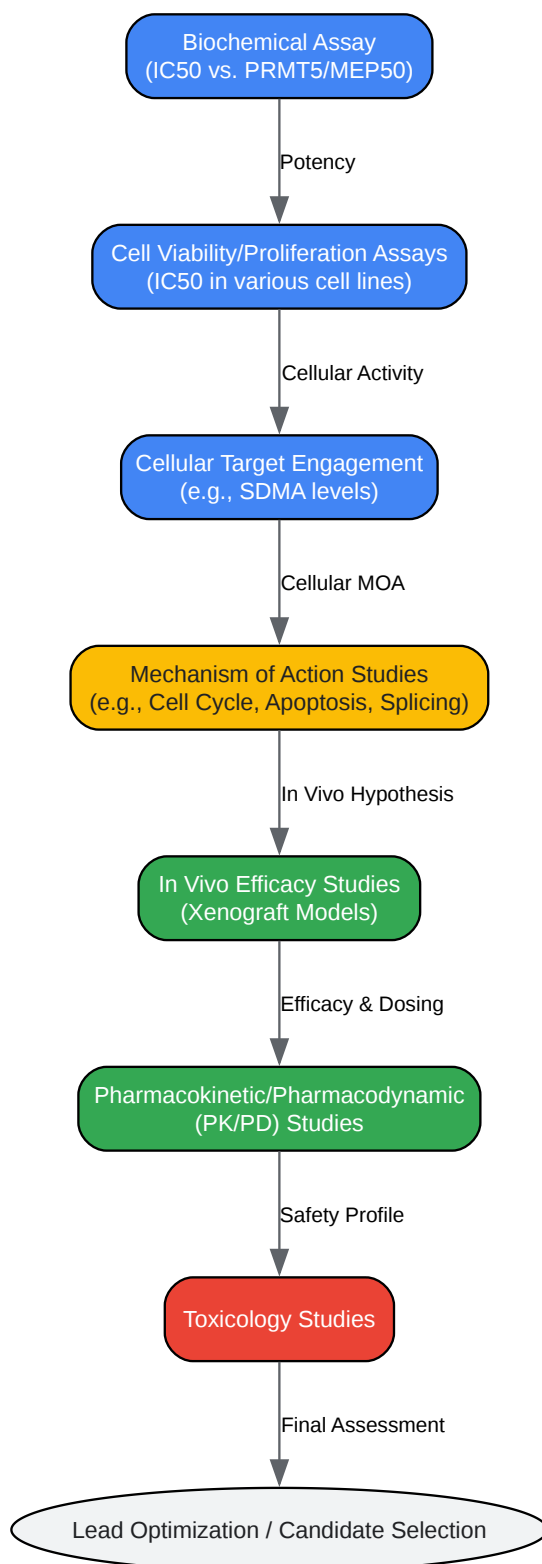 Biochemical Assay
(IC50 vs. PRMT5/MEP50)
Potency
Cell Viability/Proliferation Assays
(IC50 in various cell lines)
Cellular Activity
Cellular Target Engagement
(e.g., SDMA levels)
Cellular MOA
Mechanism of Action Studies
(e.g., Cell Cycle, Apoptosis, Splicing)
In Vivo Hypothesis
In Vivo Efficacy Studies
(Xenograft Models)
Efficacy & Dosing
Pharmacokinetic/Pharmacodynamic
(PK/PD) Studies
Safety Profile
Toxicology Studies
Final Assessment
Lead Optimization / Candidate Selection